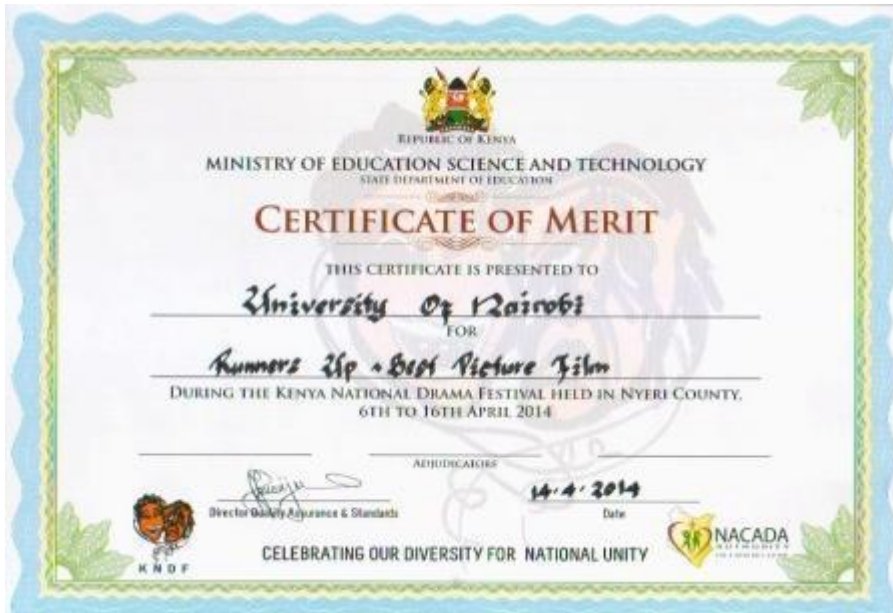 REPUBLIC OF KENYA
MINISTRY OF EDUCATION SCIENCE AND TECHNOLOGY
STATE DEPARTMENT OF EDUCATION
CERTIFICATE OF MERIT
THIS CERTIFICATE IS PRESENTED TO
University Of Nairobi
FOR
Runners Up - Best Picture Film
DURING THE KENYA NATIONAL DRAMA FESTIVAL HELD IN NYERI COUNTY,
6TH TO 16TH APRIL 2014
ADJUDICATORS
14.4.2014
Director Quality Assurance & Standards
Date
KNDF
CELEBRATING OUR DIVERSITY FOR NATIONAL UNITY
NACADA
AUTHORITY